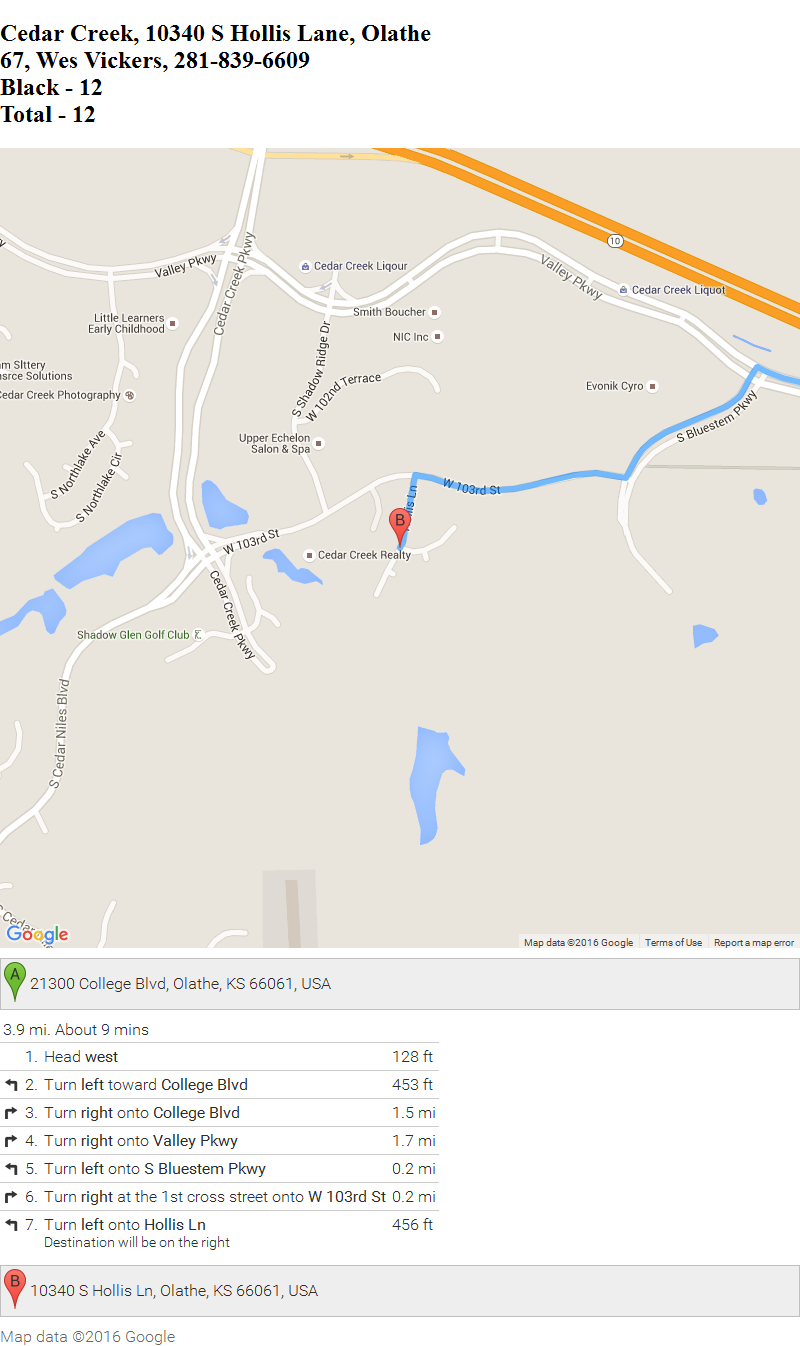 Cedar Creek, 10340 S Hollis Lane, Olathe
67, Wes Vickers, 281-839-6609
Black - 12
Total - 12
10
Valley Pkwy
Cedar Creek Pkwy
Cedar Creek Liqour
Valley Pkwy
Cedar Creek Liquot
Little Learners
Early Childhood
Smith Boucher
NIC Inc
S Shadow Ridge Dr
W 102nd Terrace
m SIttery
nsrce Solutions
Cedar Creek Photography
Evonik Cyro
S Bluestem Pkwy
Upper Echelon
Salon & Spa
S Northlake Ave
S Northlake Cir
W 103rd St
is Ln
B
W 103rd St
Cedar Creek Realty
Cedar Creek Pkwy
Shadow Glen Golf Club
S Cedar Niles Blvd
S Cedar
Google
Map data ©2016 Google Terms of Use Report a map error
A 21300 College Blvd, Olathe, KS 66061, USA
3.9 mi. About 9 mins
1. Head west 128 ft
2. Turn left toward College Blvd 453 ft
3. Turn right onto College Blvd 1.5 mi
4. Turn right onto Valley Pkwy 1.7 mi
5. Turn left onto S Bluestem Pkwy 0.2 mi
6. Turn right at the 1st cross street onto W 103rd St 0.2 mi
7. Turn left onto Hollis Ln 456 ft
Destination will be on the right
B 10340 S Hollis Ln, Olathe, KS 66061, USA
Map data ©2016 Google